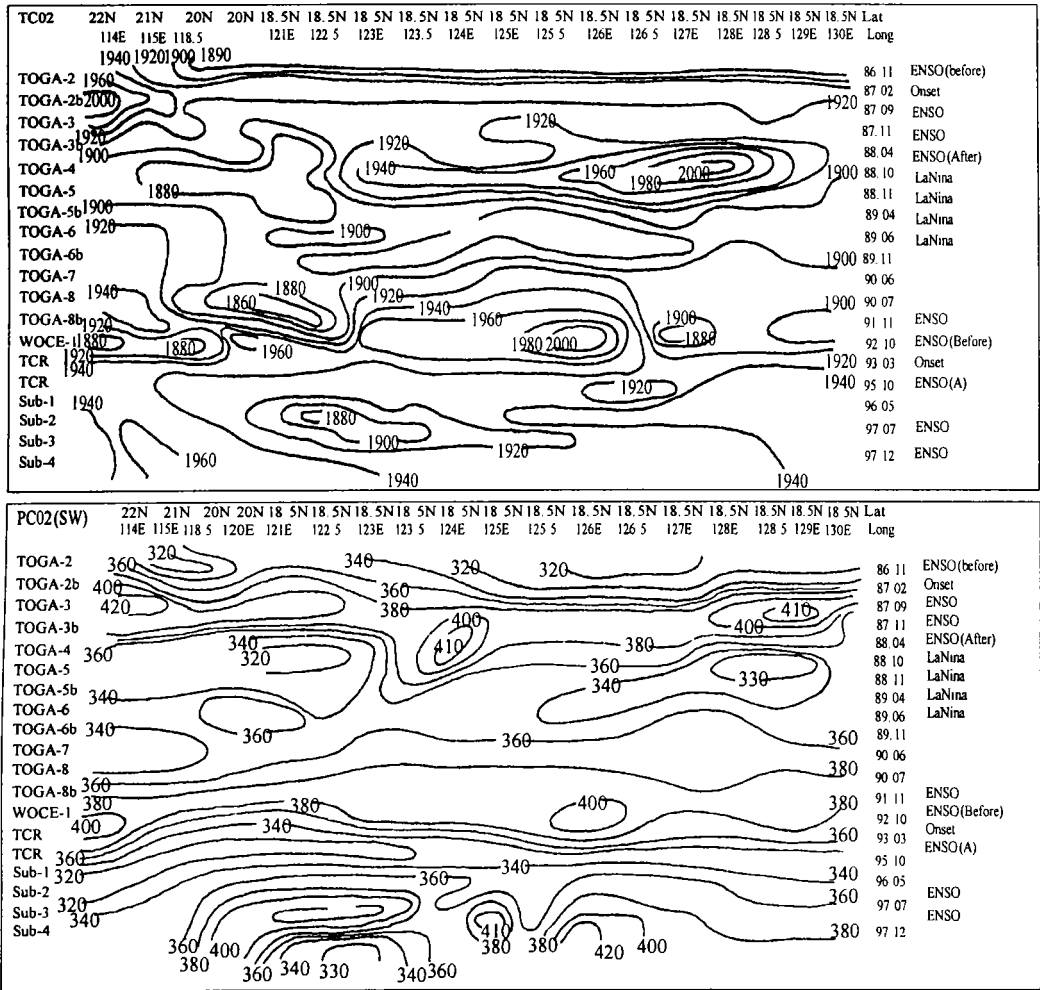 TC02 22N 21N 20N 20N 18.5N 18.5N 18.5N 18.5N 18 5N 18 5N 18 5N 18 5N 18 5N 18 5N 18 5N 18 5N 18.5N Lat
114E 115E 118.5 121E 122 5 123E 123.5 124E 125E 125 5 126E 126 5 127E 128 5 129E 130E Long
1940 1920 1900 1890
TOGA-2 1960 86 11 ENSO(before)
TOGA-2b 2000 87 02 Onset
1920 87 09 ENSO
TOGA-3 1920 87.11 ENSO
TOGA-3b 1920
1900 1920 88.04 ENSO(After)
TOGA-4 1940 1960 2000 1900 88.10 LaNina
TOGA-5 1880 1980 88.11 LaNina
TOGA-5b 1900 89 04 LaNina
TOGA-6 1920 1900 89 06 LaNina
TOGA-6b 1900 89.11
TOGA-7 1880 1900 90 06
TOGA-8 1940 1860 1920 1940 1900 90 07
TOGA-8b 1920 1960 1900 91 11 ENSO
WOCE-1 1880 1880 1960 1980 2000 1880 92 10 ENSO(Before)
TCR 1920 1920 93 03 Onset
TCR 1940 1920 1940 95 10 ENSO(A)
Sub-1 1940 96 05
Sub-2 1880 97 07 ENSO
Sub-3 1900 1920
Sub-4 1960 1940 1940 97 12 ENSO
PC02(SW) 22N 21N 20N 20N 18 5N 18 5N 18 5N 18 5N 18 5N 18 5N 18 5N 18 5N 18 5N 18 5N 18 5N 18 5N Lat
114E 115E 118 5 120E 121E 122 5 123E 123 5 124E 125E 125 5 126E 126 5 127E 128E 128 5 129E 130E Long
TOGA-2 360 320 340 320 320 86 11 ENSO(before)
TOGA-2b 400 360 87 02 Onset
TOGA-3 420 380 400 410 87 09 ENSO
TOGA-3b 400 87 11 ENSO
TOGA-4 360 340 410 380 88.04 ENSO(After)
TOGA-5 320 360 330 88 10 LaNina
TOGA-5b 340 340 88 11 LaNina
TOGA-6 89 04 LaNina
TOGA-6b 340 360 89 06 LaNina
TOGA-7 360 360 89.11
90 06
TOGA-8 360 380 90 07
TOGA-8b
WOCE-1 380 380 400 380 91 11 ENSO
TCR 400 340 360 92 10 ENSO(Before)
TCR 360 93 03 Onset
Sub-1 320 340 340 95 10 ENSO(A)
Sub-2 360 360 96 05
Sub-3 320 97 07 ENSO
340 410 ENSO
Sub-4 360 400 380 380 400 380 97 12
380 360 340 330 340 360 420